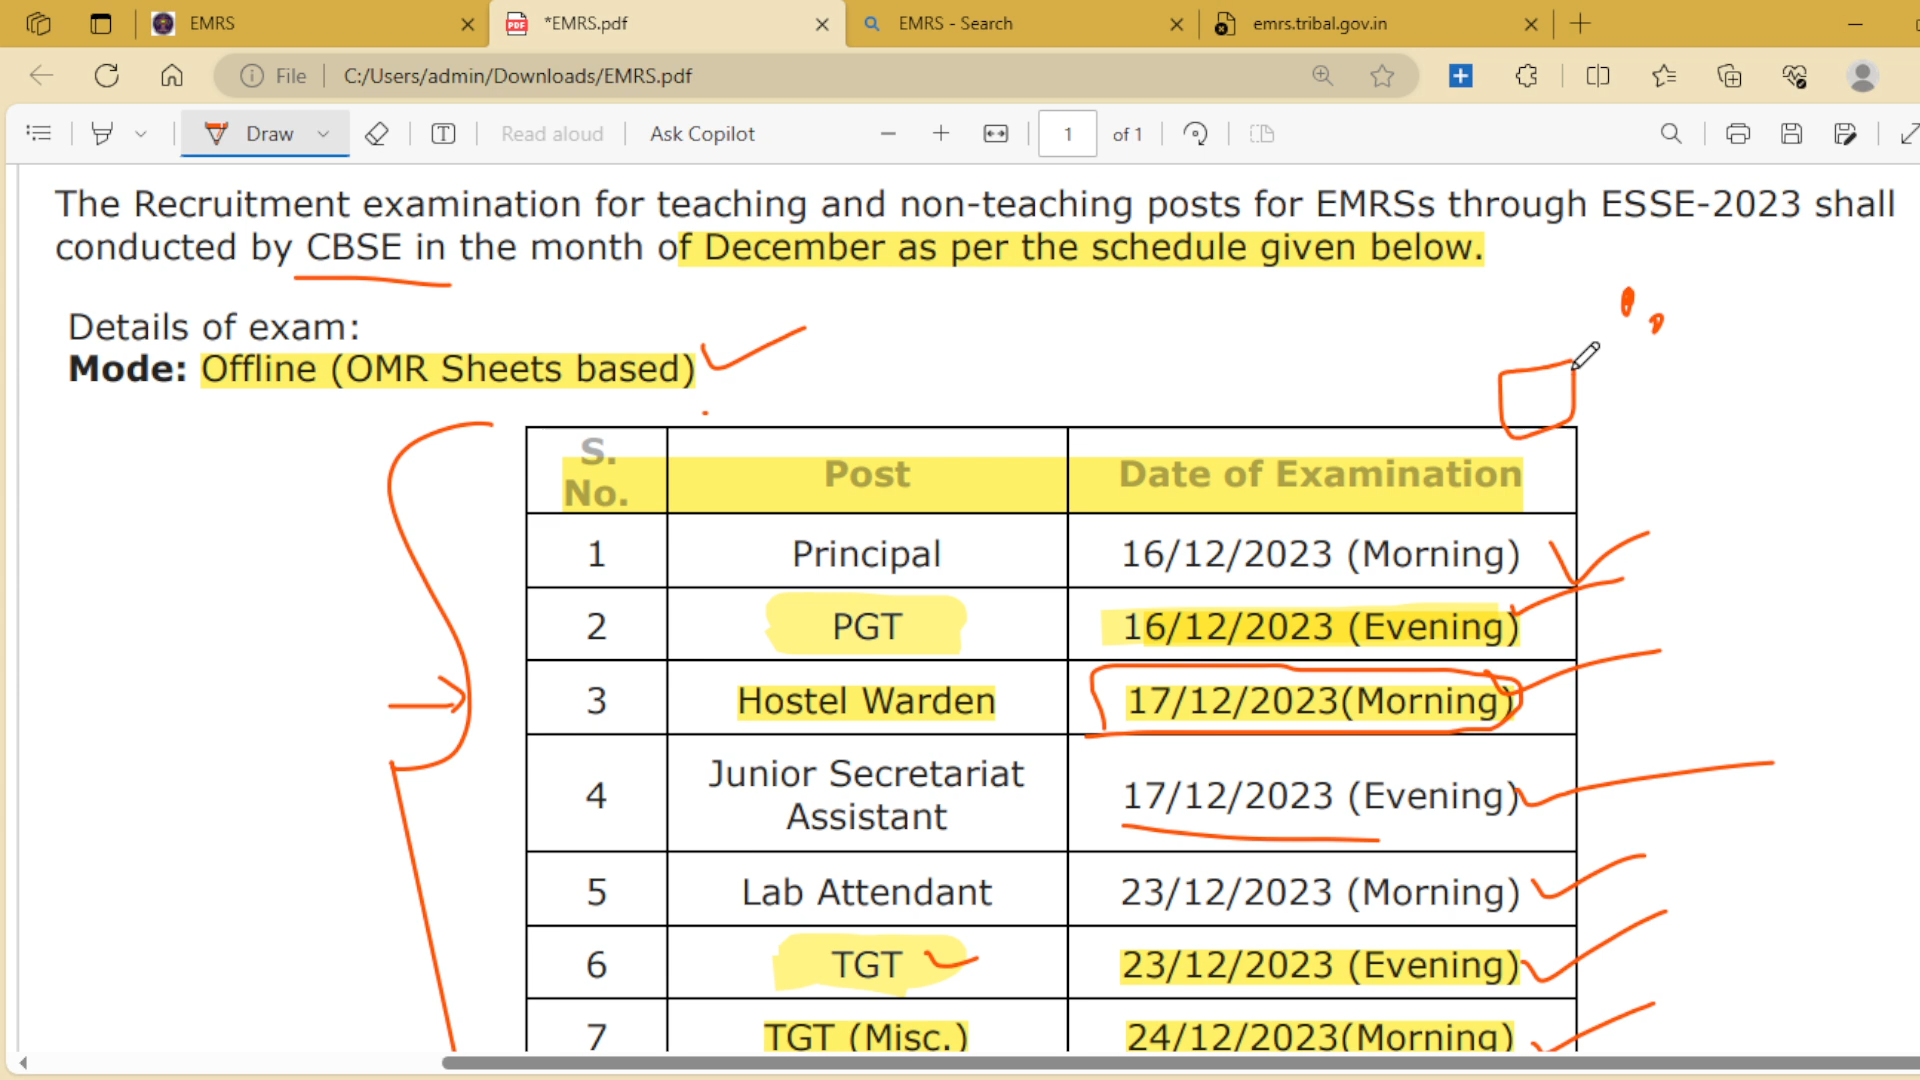 EMRS
*EMRS.pdf
EMRS - Search
emrs.tribal.gov.in
File
C:/Users/admin/Downloads/EMRS.pdf
Draw
Read aloud
Ask Copilot
1
of 1
The Recruitment examination for teaching and non-teaching posts for EMRSs through ESSE-2023 shall
conducted by CBSE in the month of December as per the schedule given below.
Details of exam:
Mode: Offline (OMR Sheets based)
S. No. Post Date of Examination
1 Principal 16/12/2023 (Morning)
2 PGT 16/12/2023 (Evening)
3 Hostel Warden 17/12/2023(Morning)
4 Junior Secretariat Assistant 17/12/2023 (Evening)
5 Lab Attendant 23/12/2023 (Morning)
6 TGT 23/12/2023 (Evening)
7 TGT (Misc.) 24/12/2023(Morning)